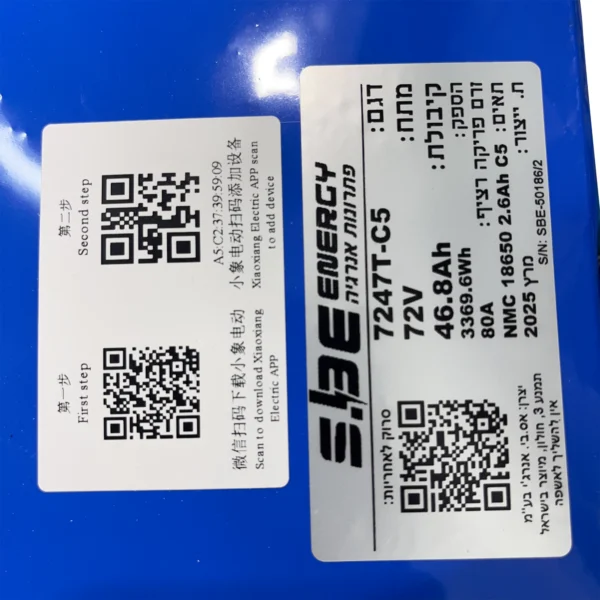 第一步
First step
微信扫码下载小象电动
Scan to download Xiaoxiang
Electric APP
第二步
Second step
A5:C2:37:39:59:09
小象电动扫码添加设备
Xiaoxiang Electric APP scan
to add device
S.B.E ENERGY
פתרונות אנרגיה
דגם: 7247T-C5
מתח: 72V
קיבולת: 46.8Ah
הספק: 3369.6Wh
זרם פריקה רציף: 80A
תאים: NMC 18650 2.6Ah C5
ת. ייצור: מרץ 2025
S/N: SBE-50186/2
סרוק לאחריות:
יצרן: אס.בי. אנרג'י בע"מ
תמנע 3, חולון, מיוצר בישראל
אין להשליך לאשפה